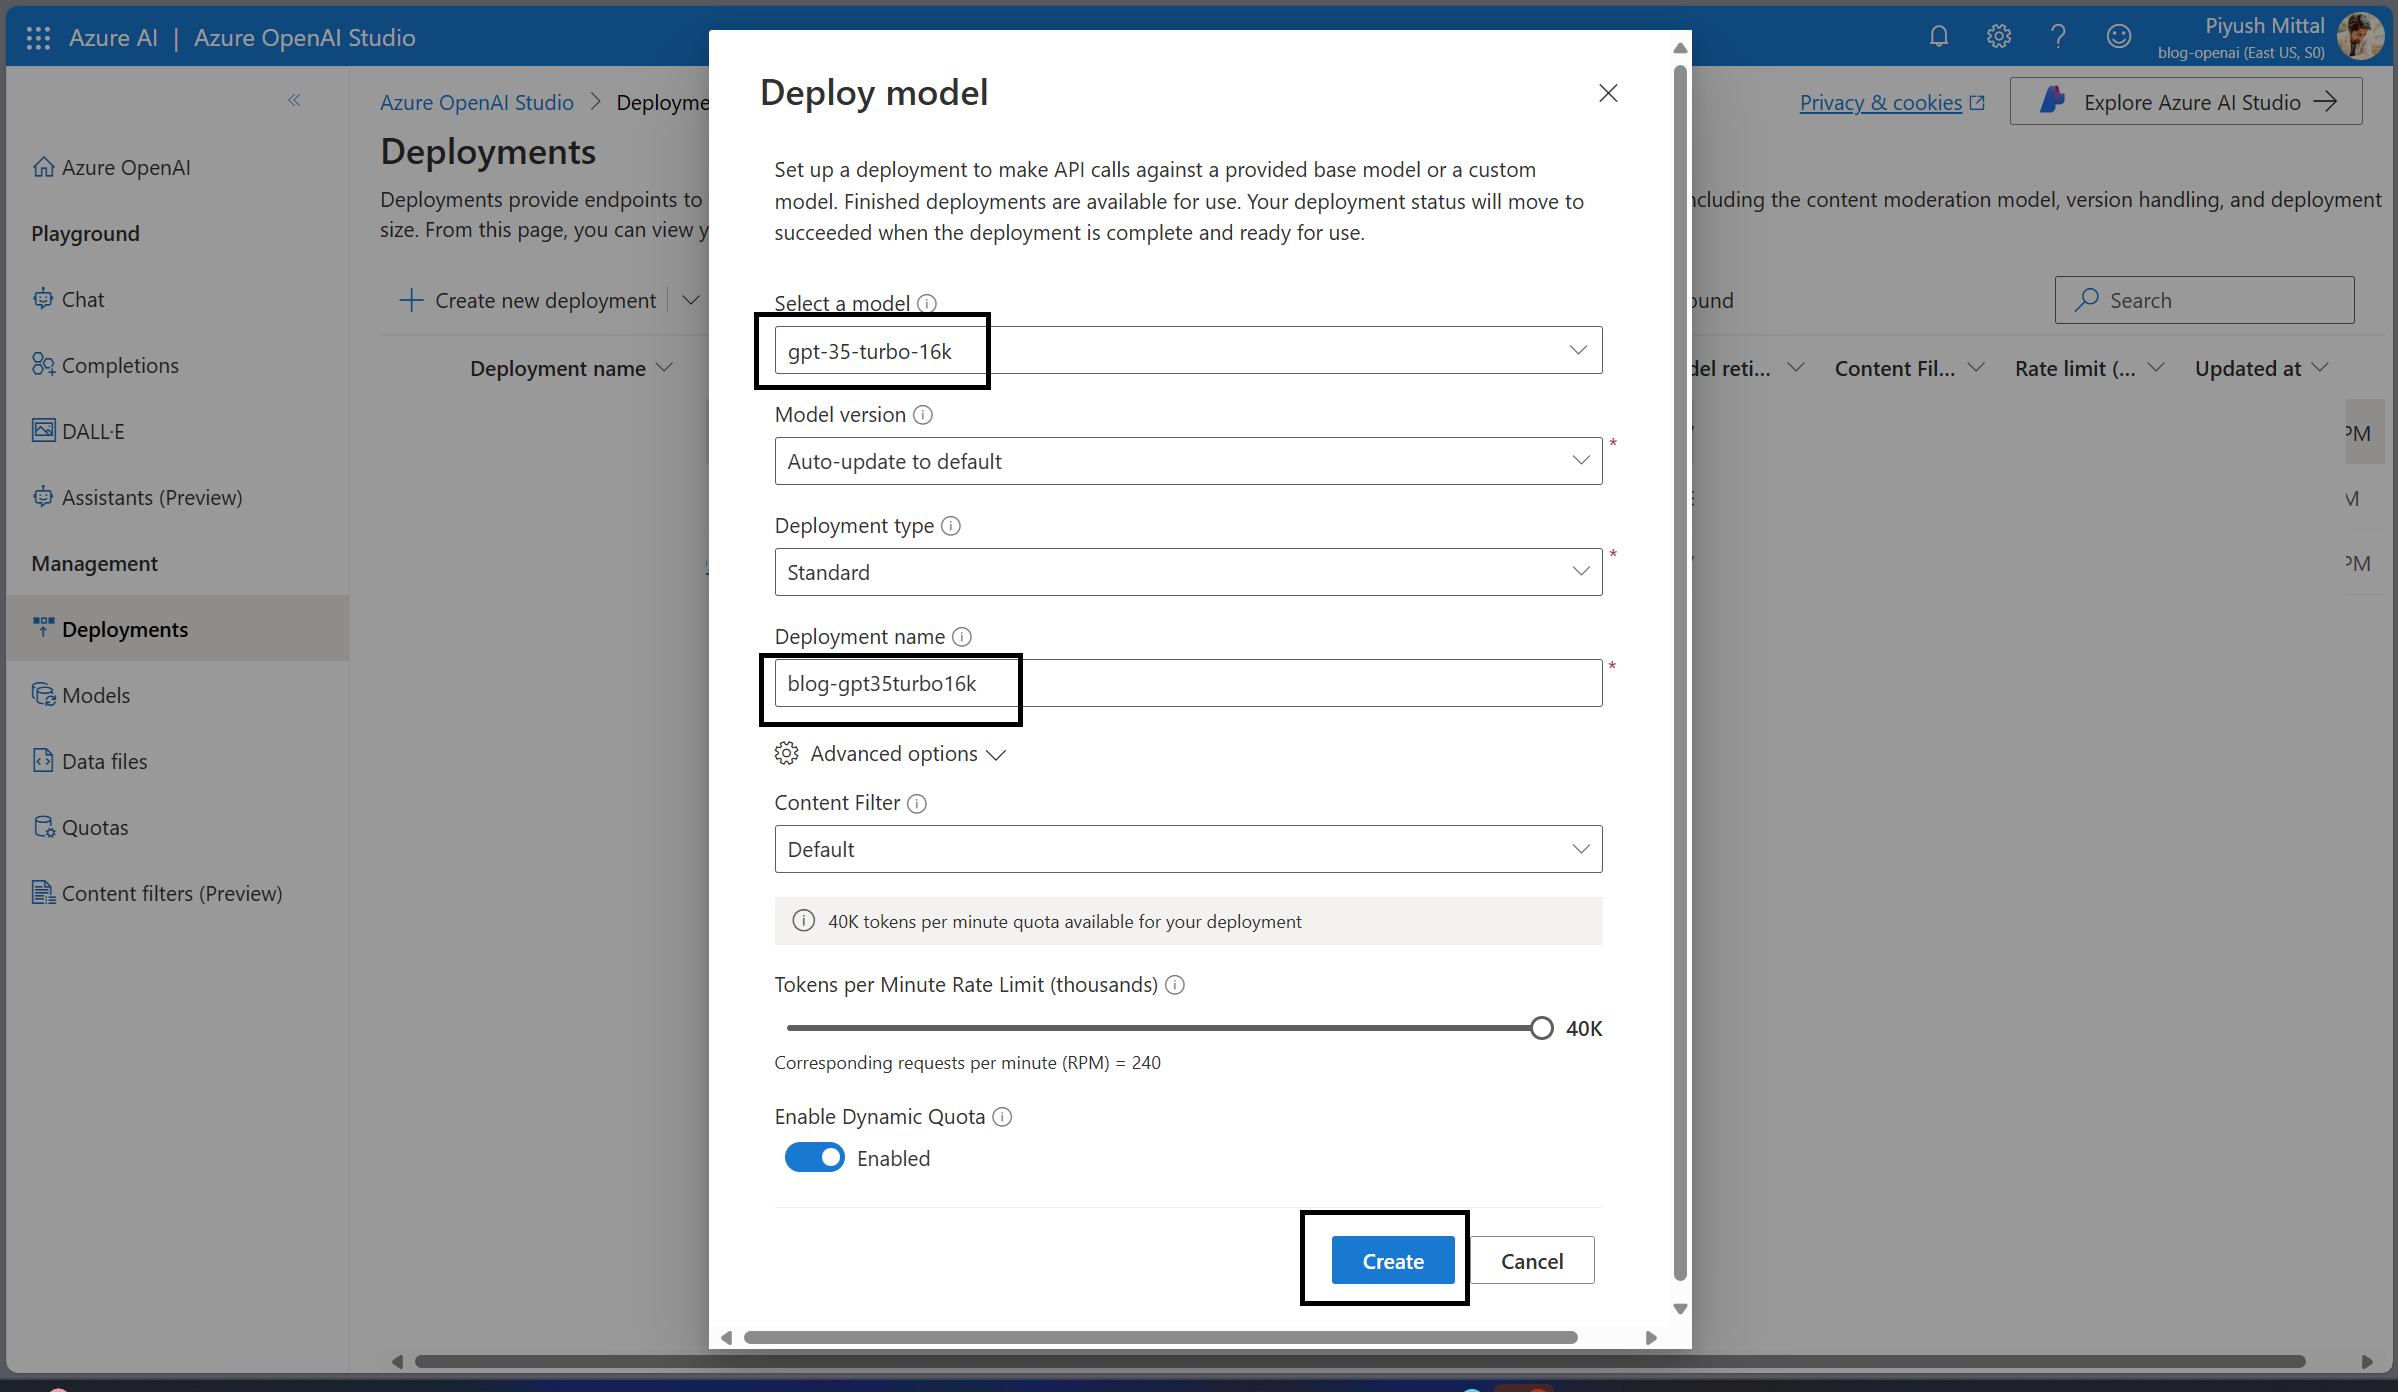 Azure AI | Azure OpenAI Studio
Piyush Mittal
blog-openai (East US, S0)
Azure OpenAI
Playground
Chat
Completions
DALL·E
Assistants (Preview)
Management
Deployments
Models
Data files
Quotas
Content filters (Preview)
Azure OpenAI Studio > Deployme
Privacy & cookies
Explore Azure AI Studio
Deployments
Deployments provide endpoints to
ncluding the content moderation model, version handling, and deployment
size. From this page, you can view y
Create new deployment
ound
Search
Deployment name
del reti...
Content Fil...
Rate limit (...
Updated at
PM
M
PM
Deploy model
Set up a deployment to make API calls against a provided base model or a custom
model. Finished deployments are available for use. Your deployment status will move to
succeeded when the deployment is complete and ready for use.
Select a model
gpt-35-turbo-16k
Model version
Auto-update to default *
Deployment type
Standard *
Deployment name
blog-gpt35turbo16k *
Advanced options
Content Filter
Default
40K tokens per minute quota available for your deployment
Tokens per Minute Rate Limit (thousands)
40K
Corresponding requests per minute (RPM) = 240
Enable Dynamic Quota
Enabled
Create
Cancel